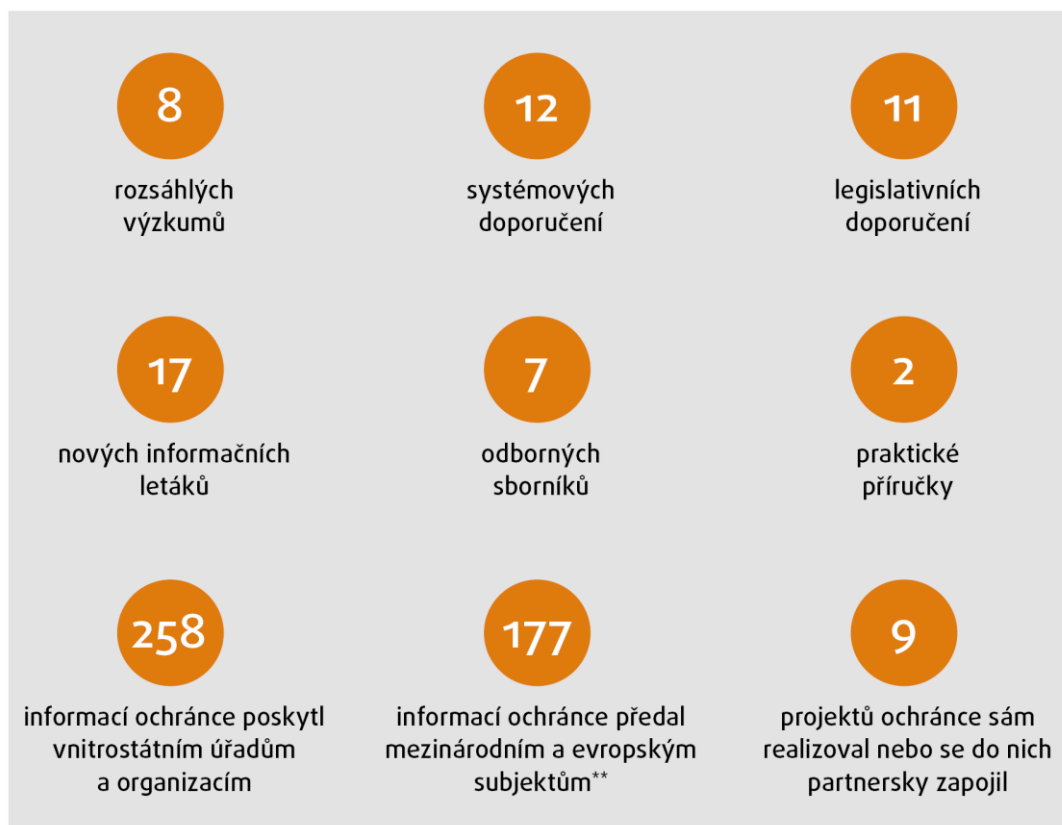 8
rozsáhlých
výzkumů
12
systémových
doporučení
11
legislativních
doporučení
17
nových informačních
letáků
7
odborných
sborníků
2
praktické
příručky
258
informací ochránce poskytl
vnitrostátním úřadům
a organizacím
177
informací ochránce předal
mezinárodním a evropským
subjektům**
9
projektů ochránce sám
realizoval nebo se do nich
partnersky zapojil